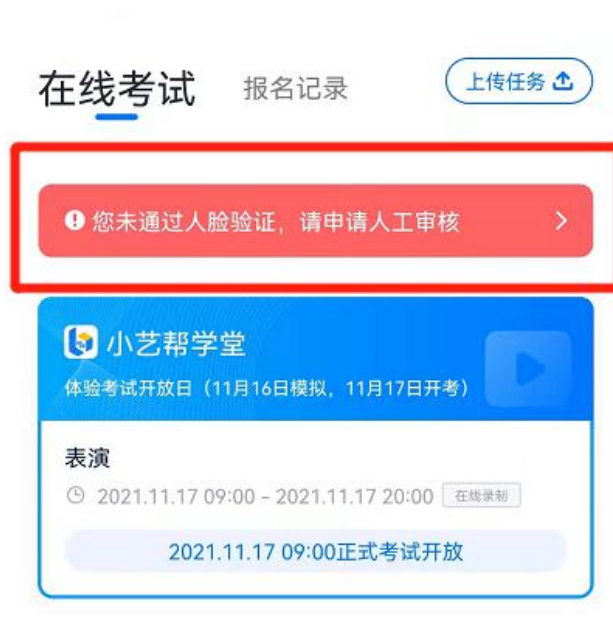 在线考试
报名记录
上传任务
您未通过人脸验证，请申请人工审核
小艺帮学堂
体验考试开放日（11月16日模拟，11月17日开考）
表演
2021.11.17 09:00 - 2021.11.17 20:00 在线录制
2021.11.17 09:00正式考试开放